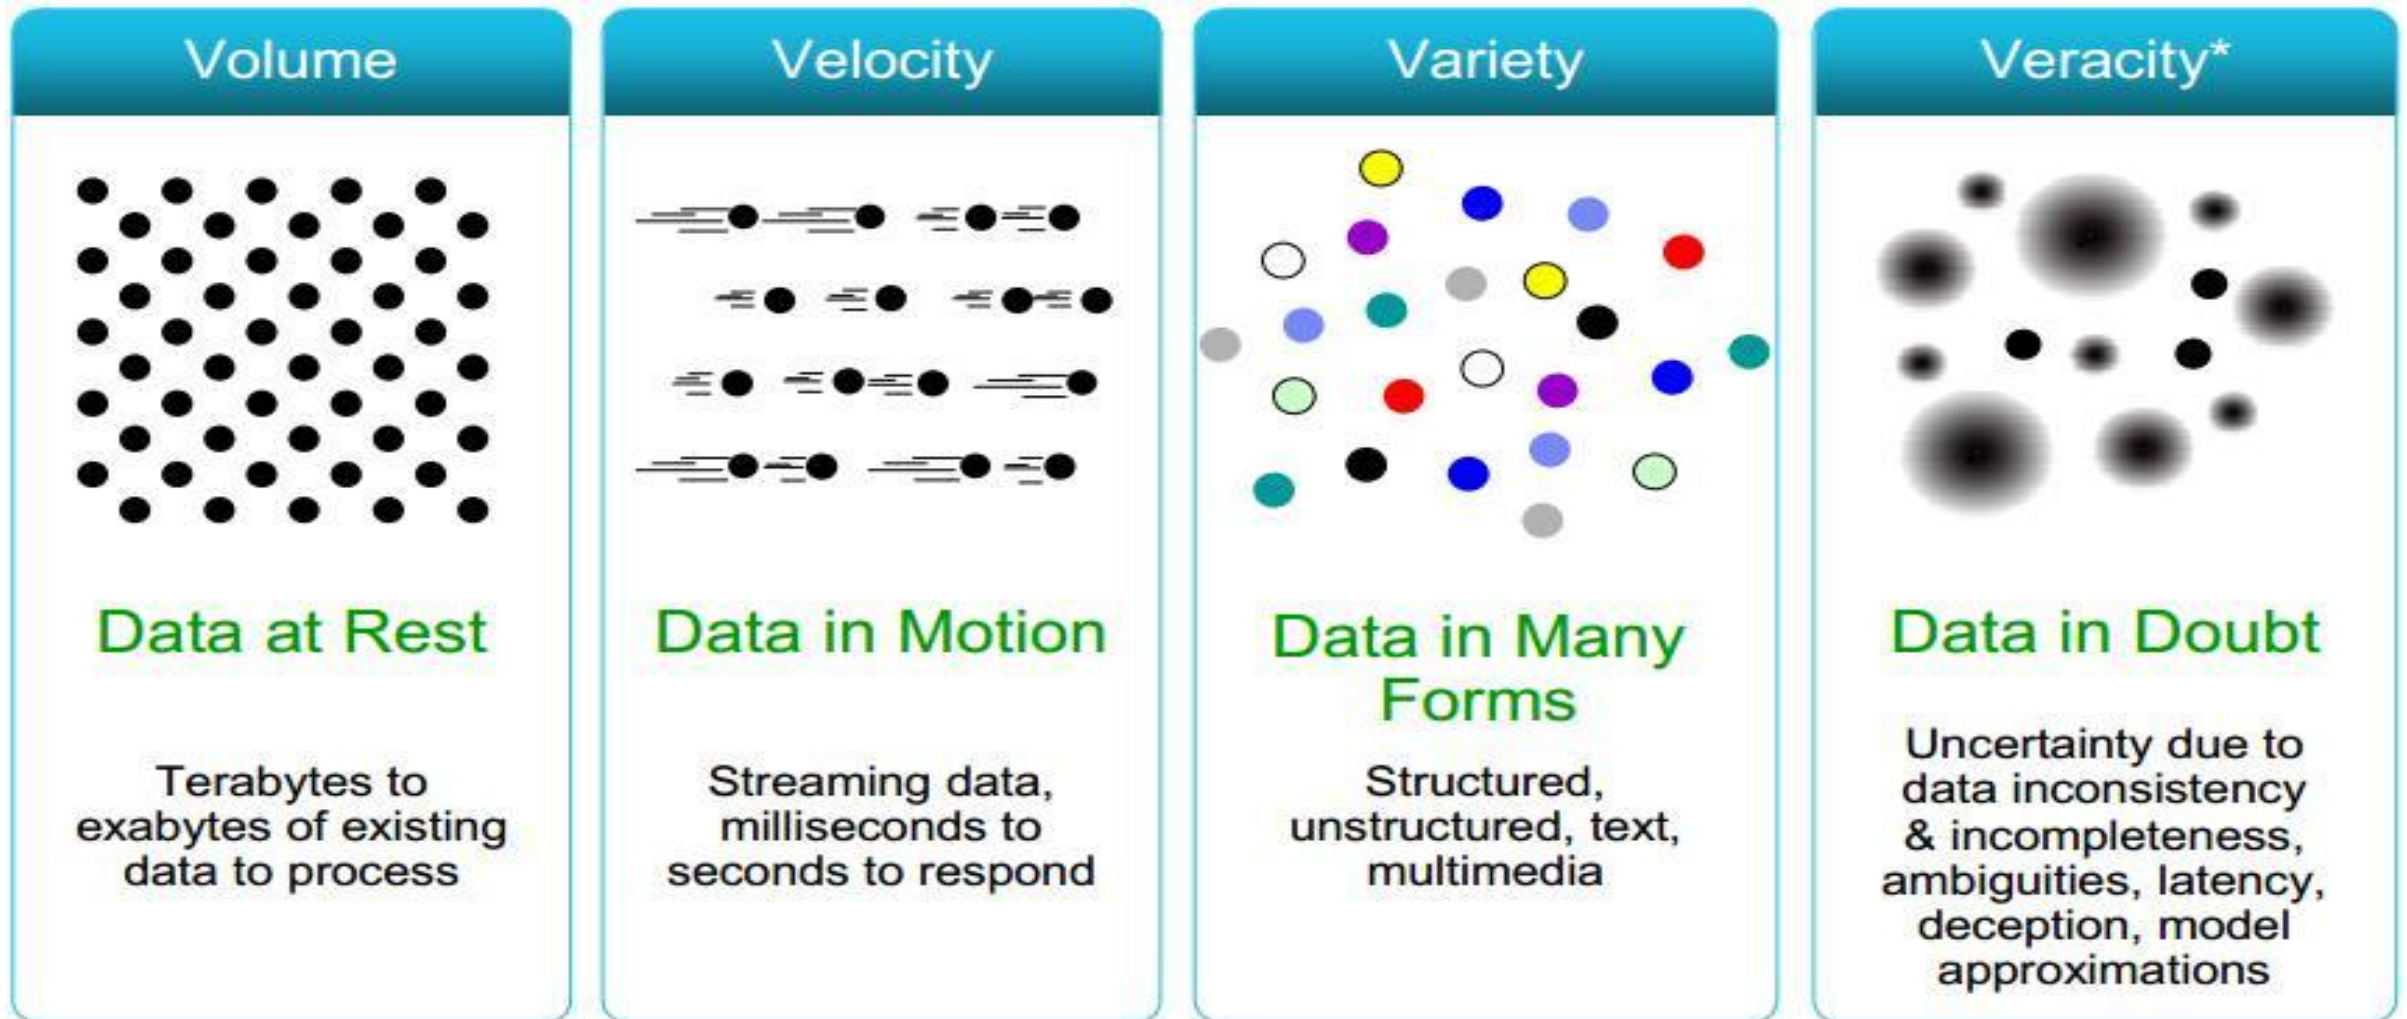 Volume
Data at Rest
Terabytes to
exabytes of existing
data to process
Velocity
Data in Motion
Streaming data,
milliseconds to
seconds to respond
Variety
Data in Many
Forms
Structured,
unstructured, text,
multimedia
Veracity*
Data in Doubt
Uncertainty due to
data inconsistency
& incompleteness,
ambiguities, latency,
deception, model
approximations